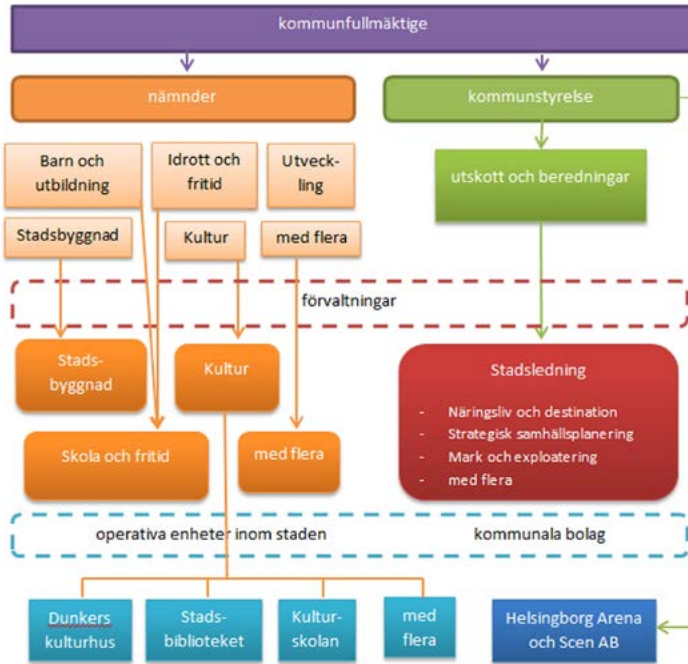 kommunfullmäktige
nämnder
kommunstyrelse
Barn och
utbildning
Idrott och
fritid
Utveck-
ling
utskott och beredningar
Stadsbyggnad
Kultur
med flera
förvaltningar
Stads-
byggnad
Kultur
Stadsledning
- Näringsliv och destination
- Strategisk samhällsplanering
- Mark och exploatering
- med flera
Skola och fritid
med flera
operativa enheter inom staden
kommunala bolag
Dunkers
kulturhus
Stads-
biblioteket
Kultur-
skolan
med
flera
Helsingborg Arena
och Scen AB